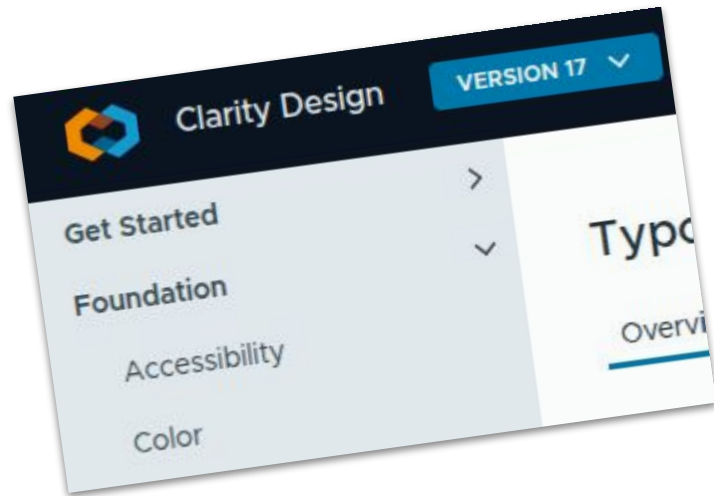 Clarity Design
VERSION 17
Get Started
Foundation
Accessibility
Color
Typo
Overvi